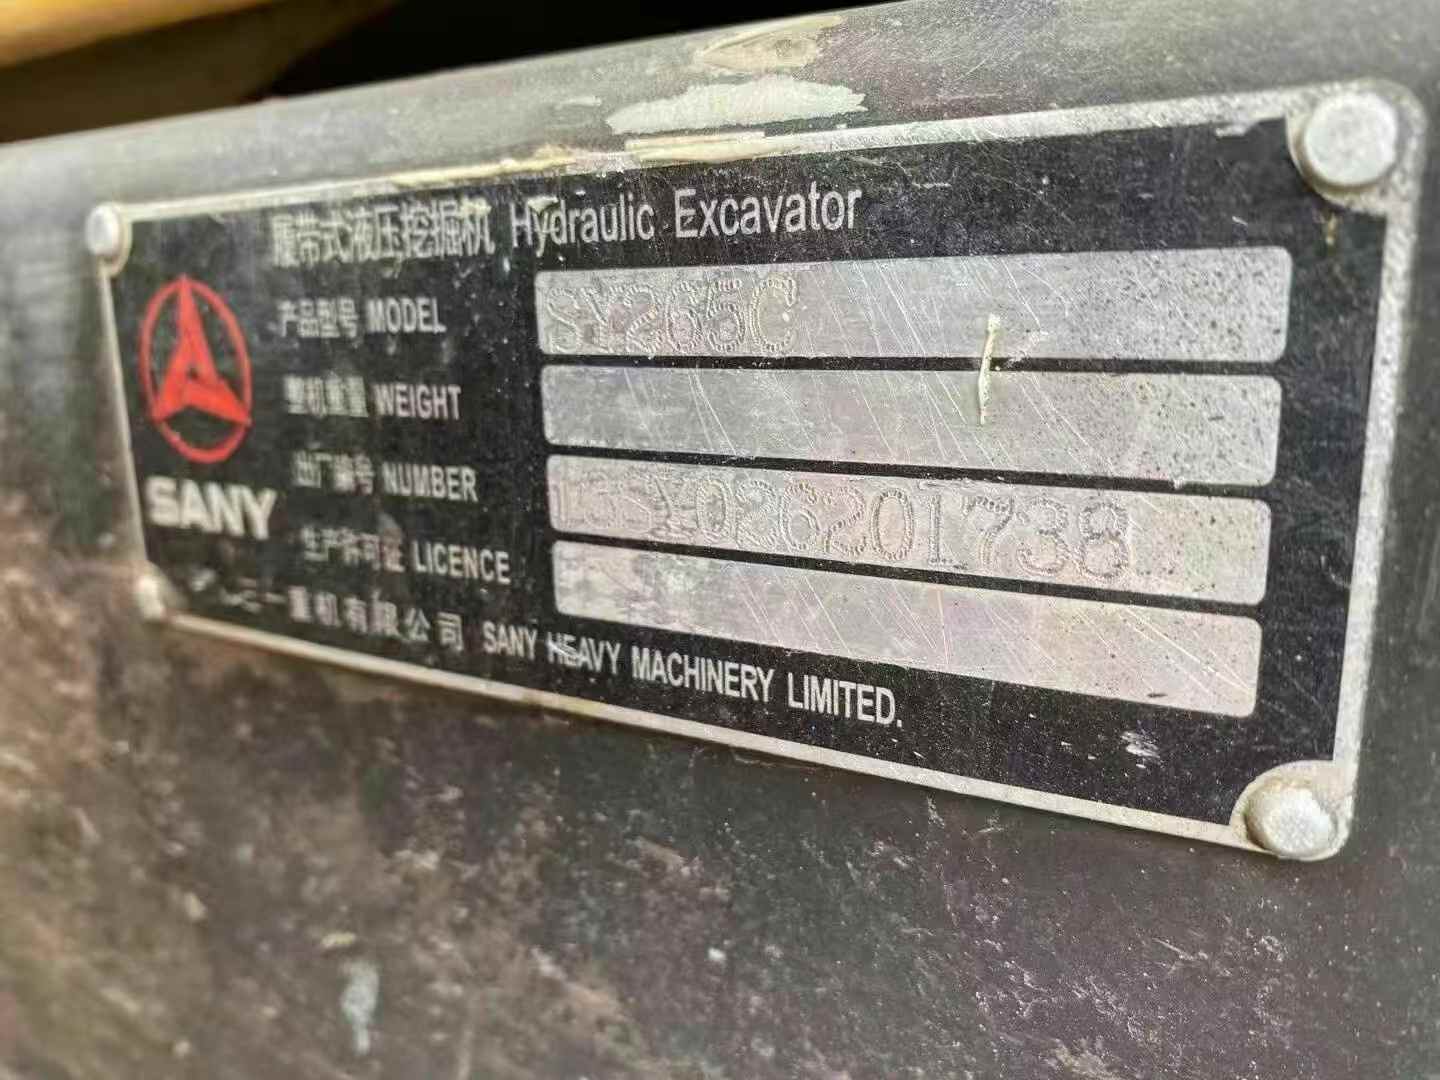 履带式液压挖掘机 Hydraulic Excavator
产品型号 MODEL SY265C
整机重量 WEIGHT
出厂编号 NUMBER
生产许可证 LICENCE
SANY
一重机有限公司 SANY HEAVY MACHINERY LIMITED.